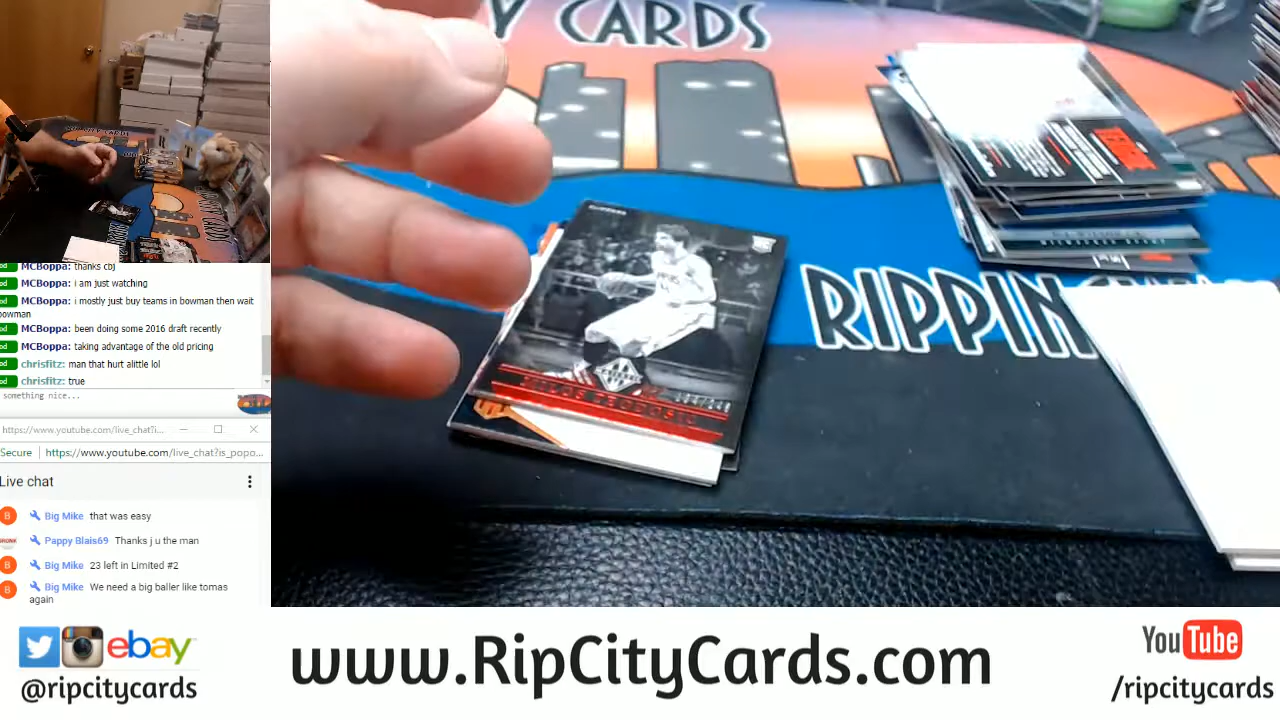 Y CARDS
RIPPIN
MCBoppa: thanks cbj
MCBoppa: i am just watching
MCBoppa: i mostly just buy teams in bowman then wait
bowman
MCBoppa: been doing some 2016 draft recently
MCBoppa: taking advantage of the old pricing
chrisfitz: man that hurt alittle lol
chrisfitz: true
something nice...
https://www.youtube.com/live_chat?i...
Secure https://www.youtube.com/live_chat?is_popo...
Live chat
B Big Mike that was easy
Pappy Blais69 Thanks j u the man
B Big Mike 23 left in Limited #2
B Big Mike We need a big baller like tomas
again
ebay
@ripcitycards
www.RipCityCards.com
YouTube
/ripcitycards